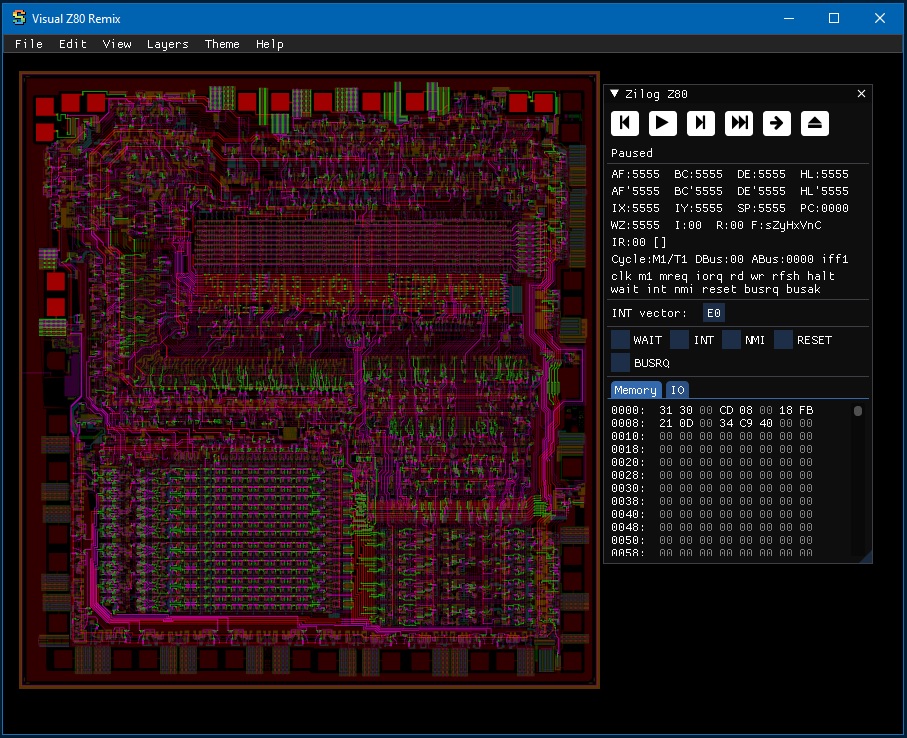 Visual Z80 Remix
File Edit View Layers Theme Help
Zilog Z80
Paused
AF:5555 BC:5555 DE:5555 HL:5555
AF'5555 BC'5555 DE'5555 HL'5555
IX:5555 IY:5555 SP:5555 PC:0000
WZ:5555 I:00 R:00 F:sZyHxVnC
IR:00 []
Cycle:M1/T1 DBus:00 ABus:0000 iff1
clk m1 mreq iorq rd wr rfsh halt
wait int nmi reset busrq busak
INT vector: E0
WAIT INT NMI RESET
BUSRQ
Memory IO
0000: 31 30 00 CD 08 00 18 FB
0008: 21 0D 00 34 C9 40 00 00
0010: 00 00 00 00 00 00 00 00
0018: 00 00 00 00 00 00 00 00
0020: 00 00 00 00 00 00 00 00
0028: 00 00 00 00 00 00 00 00
0030: 00 00 00 00 00 00 00 00
0038: 00 00 00 00 00 00 00 00
0040: 00 00 00 00 00 00 00 00
0048: 00 00 00 00 00 00 00 00
0050: 00 00 00 00 00 00 00 00
0058: 00 00 00 00 00 00 00 00